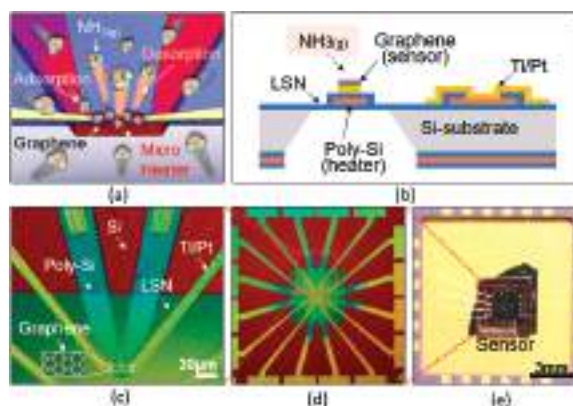 NH3(g)
Desorption
Adsorption
Graphene
Micro
heater
(a)
NH3(g)
Graphene
(sensor)
Ti/Pt
LSN
Si-substrate
Poly-Si
(heater)
(b)
Si
Ti/Pt
Poly-Si
LSN
Graphene
20μm
(c)
(d)
Sensor
2mm
(e)